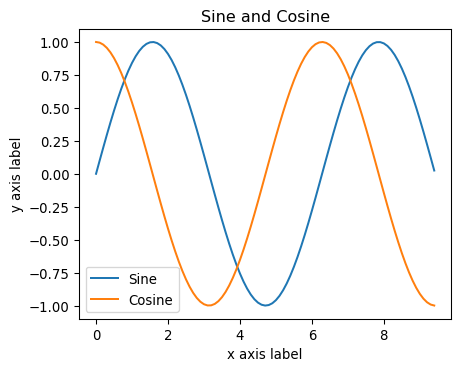 Sine and Cosine
1.00
0.75
0.50
0.25
0.00
−0.25
−0.50
−0.75
−1.00
y axis label
Sine
Cosine
0 2 4 6 8
x axis label